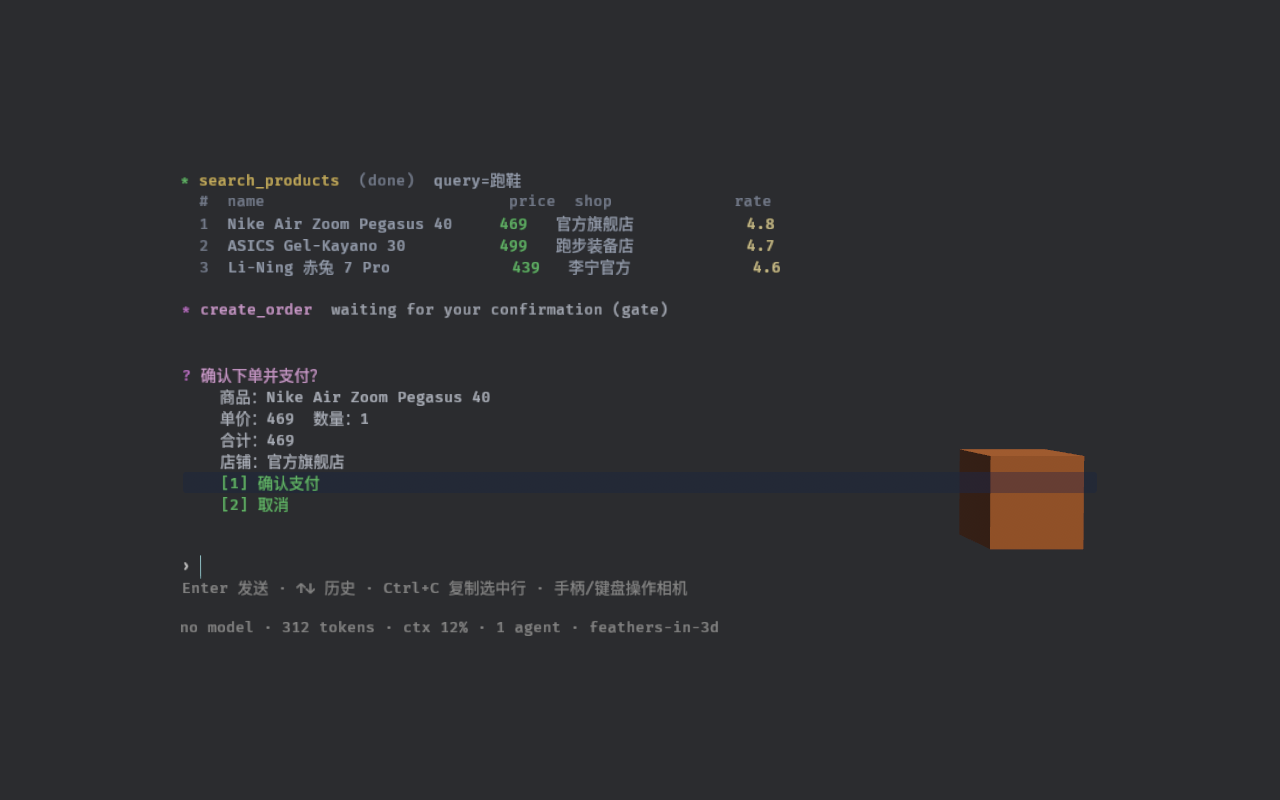 * search_products (done) query=跑鞋
# name price shop rate
1 Nike Air Zoom Pegasus 40 469 官方旗舰店 4.8
2 ASICS Gel-Kayano 30 499 跑步装备店 4.7
3 Li-Ning 赤兔 7 Pro 439 李宁官方 4.6
* create_order waiting for your confirmation (gate)
? 确认下单并支付?
商品: Nike Air Zoom Pegasus 40
单价: 469 数量: 1
合计: 469
店铺: 官方旗舰店
[1] 确认支付
[2] 取消
›
Enter 发送 · ↑↓ 历史 · Ctrl+C 复制选中行 · 手柄/键盘操作相机
no model · 312 tokens · ctx 12% · 1 agent · feathers-in-3d